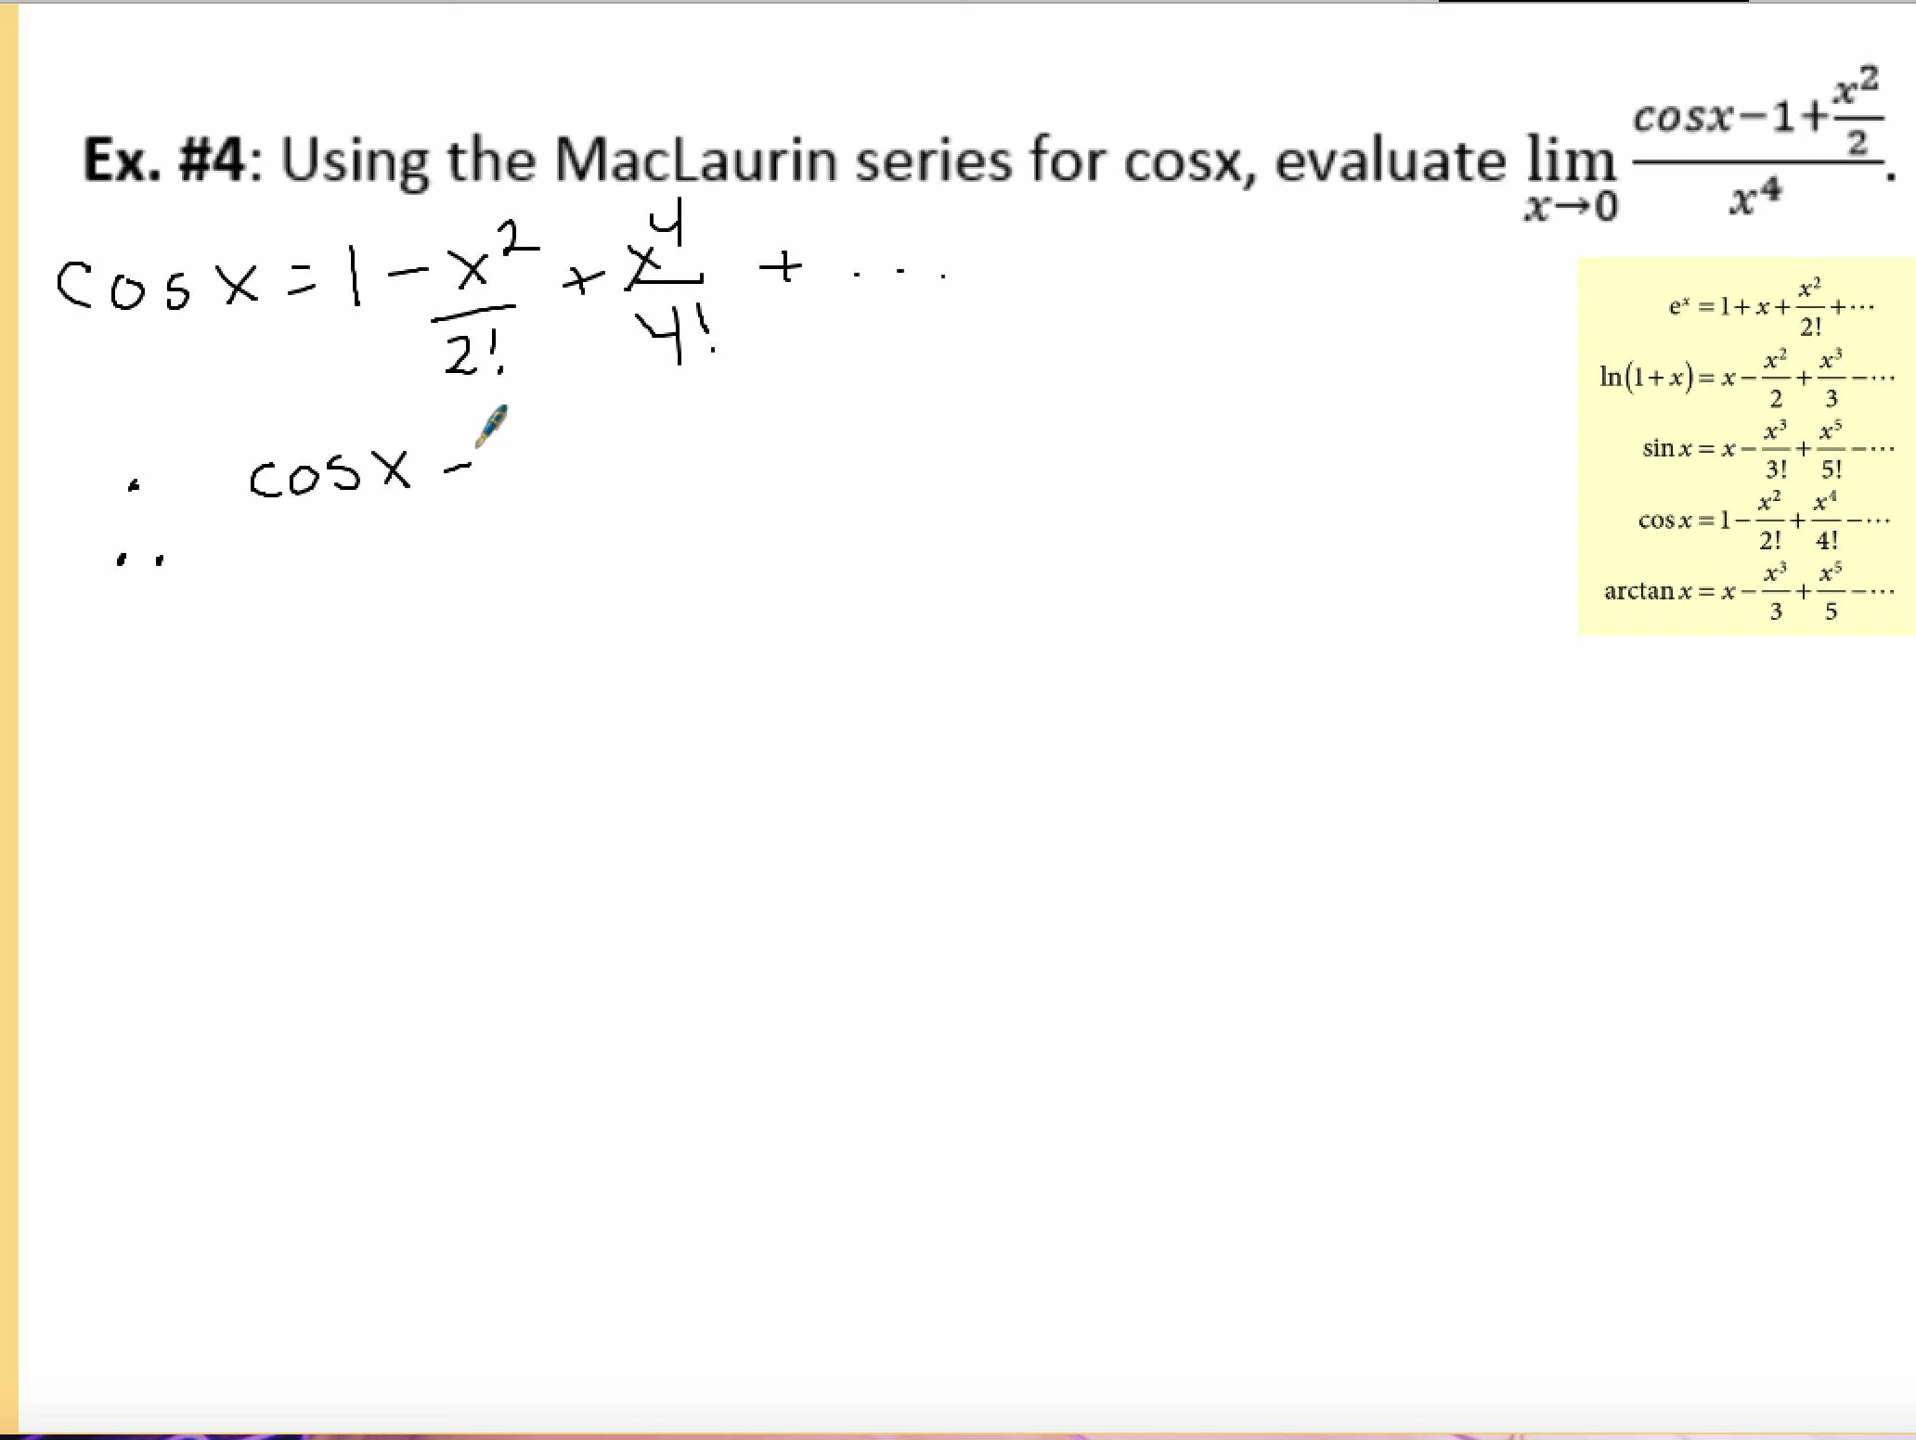 Ex. #4: Using the MacLaurin series for cosx, evaluate lim x→0 (cosx−1+x²/2)/x⁴.
cosx = 1 − x²/2! + x⁴/4! + ...
∴ cosx −
eˣ = 1 + x + x²/2! + ⋯
ln(1+x) = x − x²/2 + x³/3 − ⋯
sin x = x − x³/3! + x⁵/5! − ⋯
cos x = 1 − x²/2! + x⁴/4! − ⋯
arctan x = x − x³/3 + x⁵/5 − ⋯